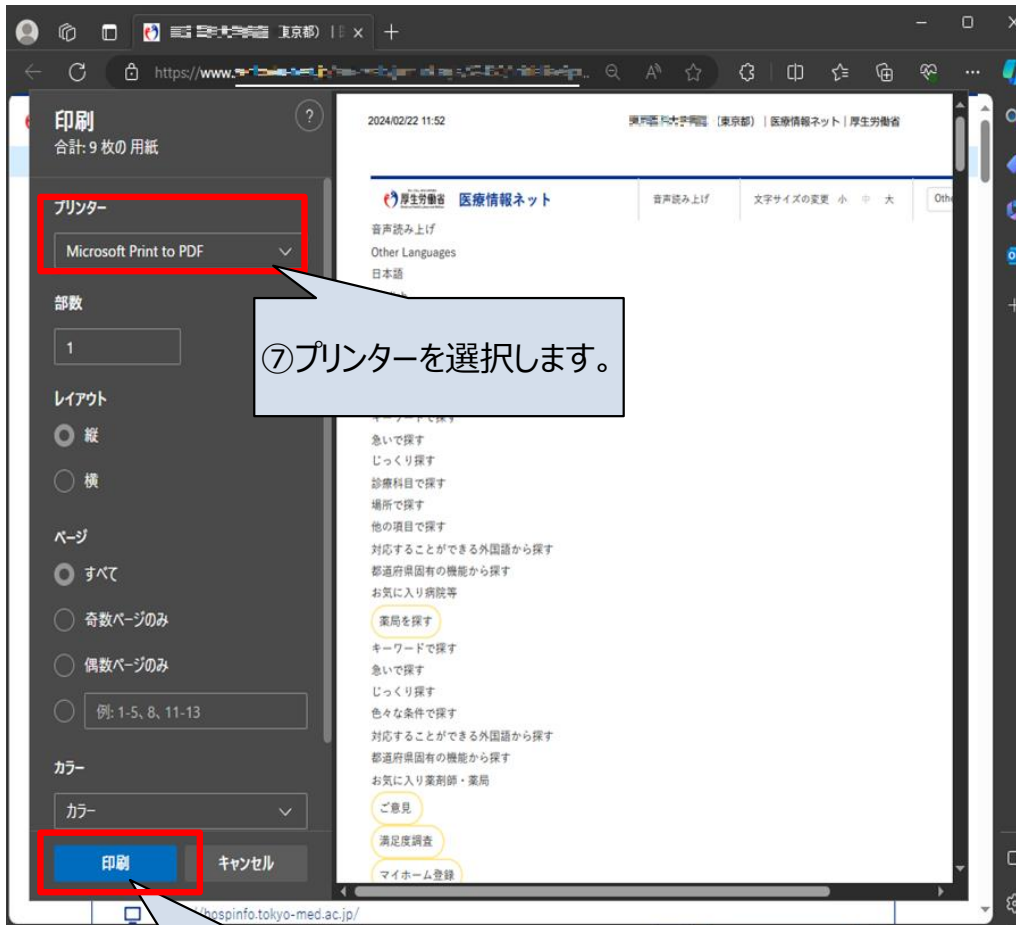 東京都) |
https://www.
印刷
合計: 9 枚の 用紙
プリンター
Microsoft Print to PDF
部数
1
レイアウト
縦
横
ページ
すべて
奇数ページのみ
偶数ページのみ
例: 1-5、8、11-13
カラー
カラー
印刷
キャンセル
2024/02/22 11:52
(東京都) | 医療情報ネット | 厚生労働省
厚生労働省 医療情報ネット
音声読み上げ
文字サイズの変更 小 中 大
音声読み上げ
Other Languages
日本語
⑦プリンターを選択します。
キーワードで探す
急いで探す
じっくり探す
診療科目で探す
場所で探す
他の項目で探す
対応することができる外国語から探す
都道府県固有の機能から探す
お気に入り病院等
薬局を探す
キーワードで探す
急いで探す
じっくり探す
色々な条件で探す
対応することができる外国語から探す
都道府県固有の機能から探す
お気に入り薬剤師・薬局
ご意見
満足度調査
マイホーム登録
hospinfo.tokyo-med.ac.jp/